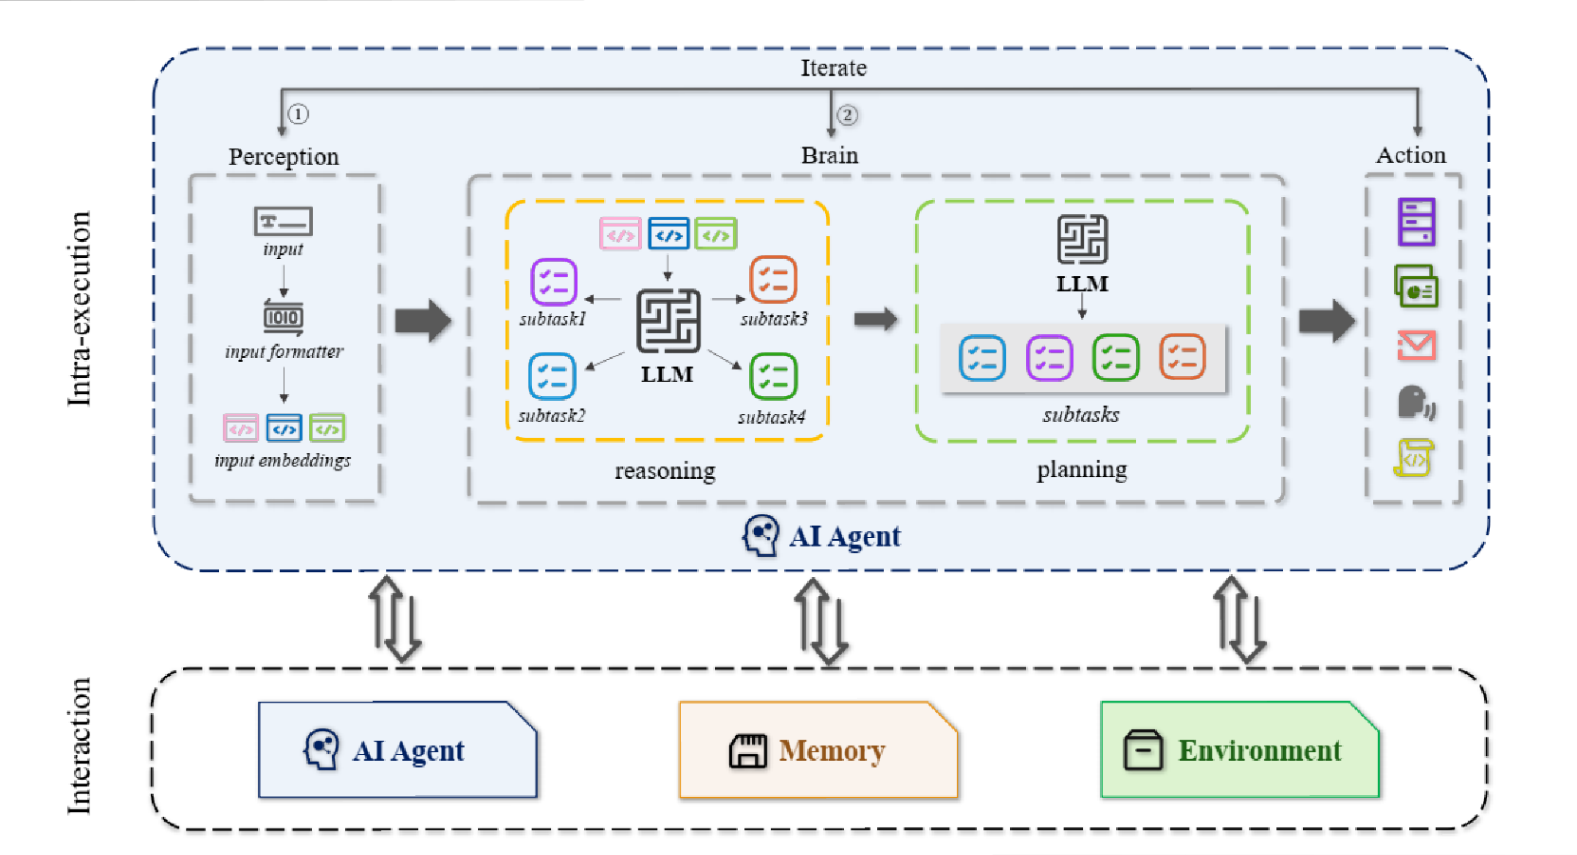 Iterate
① ②
Perception Brain Action
input
input formatter
input embeddings
subtask1 subtask3
LLM
subtask2 subtask4
reasoning
LLM
subtasks
planning
AI Agent
Intra-execution
Interaction
AI Agent
Memory
Environment